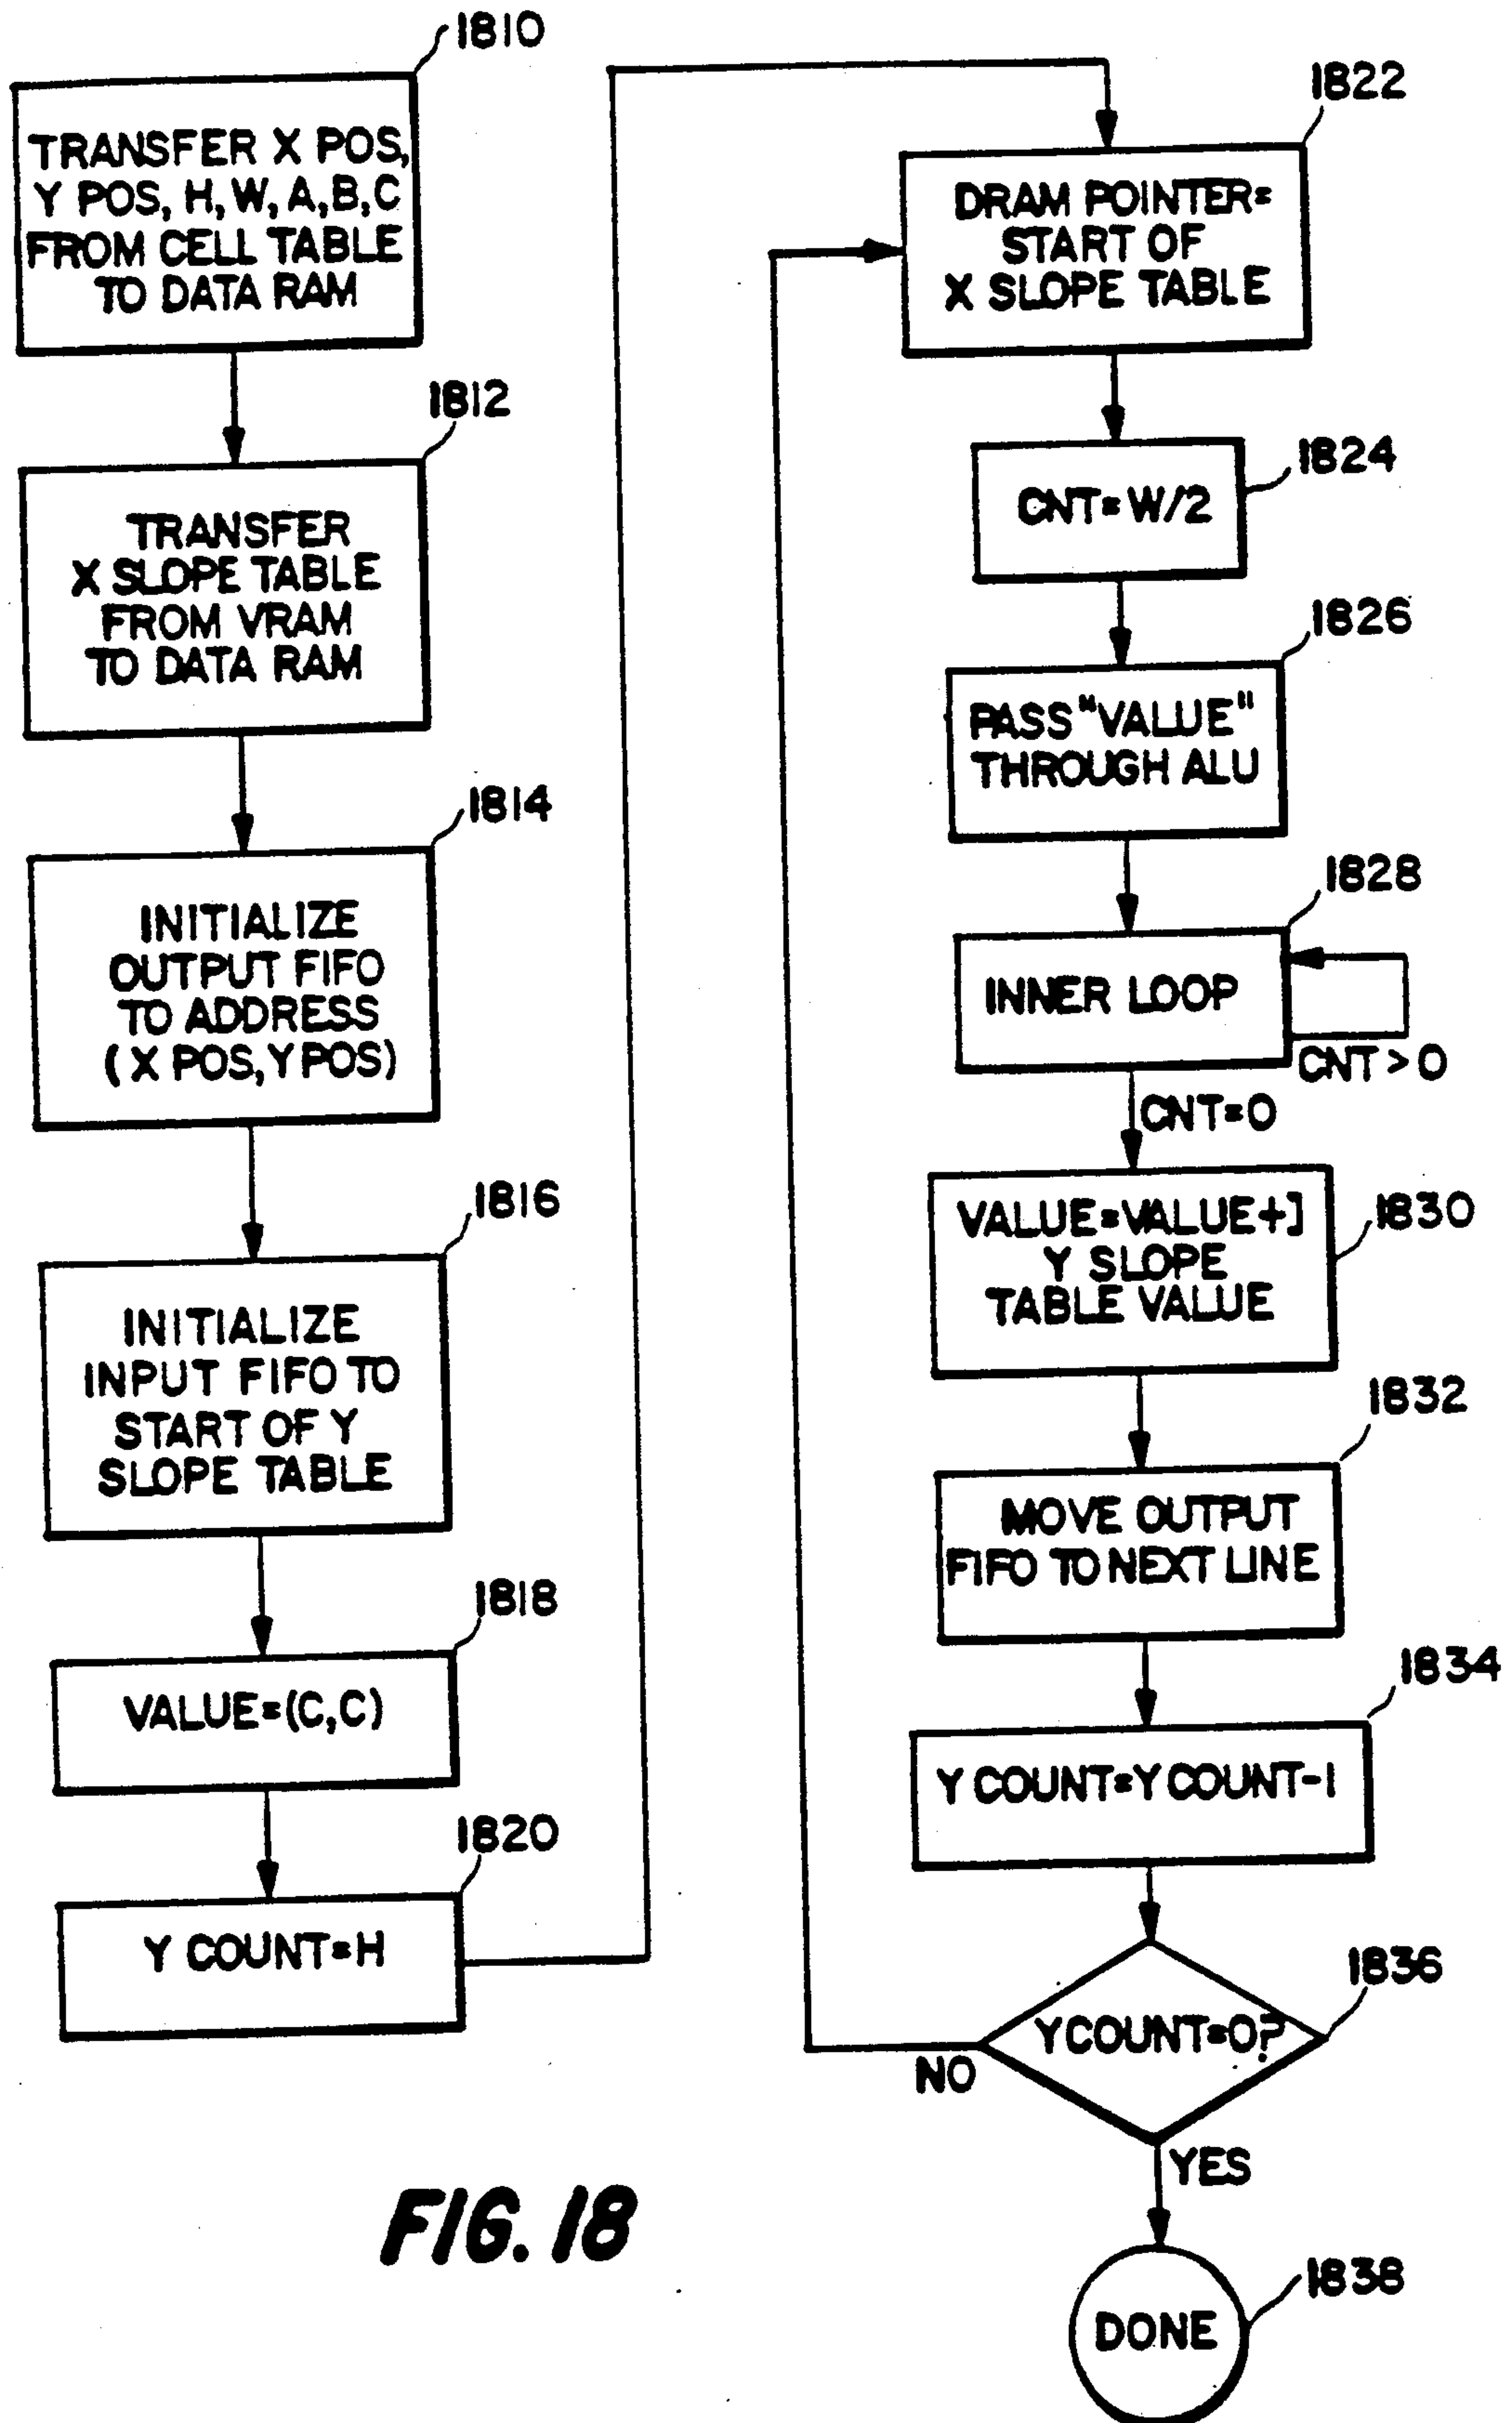 1810
TRANSFER X POS,
Y POS, H, W, A, B, C
FROM CELL TABLE
TO DATA RAM
1812
TRANSFER
X SLOPE TABLE
FROM VRAM
TO DATA RAM
1814
INITIALIZE
OUTPUT FIFO
TO ADDRESS
(X POS, Y POS)
1816
INITIALIZE
INPUT FIFO TO
START OF Y
SLOPE TABLE
1818
VALUE=(C,C)
1820
Y COUNT=H
1822
DRAM POINTER=
START OF
X SLOPE TABLE
1824
CNT=W/2
1826
PASS "VALUE"
THROUGH ALU
1828
INNER LOOP
CNT>0
CNT=0
1830
VALUE=VALUE+]
Y SLOPE
TABLE VALUE
1832
MOVE OUTPUT
FIFO TO NEXT LINE
1834
Y COUNT=Y COUNT-1
1836
Y COUNT=0?
NO
YES
1838
DONE
FIG. 18